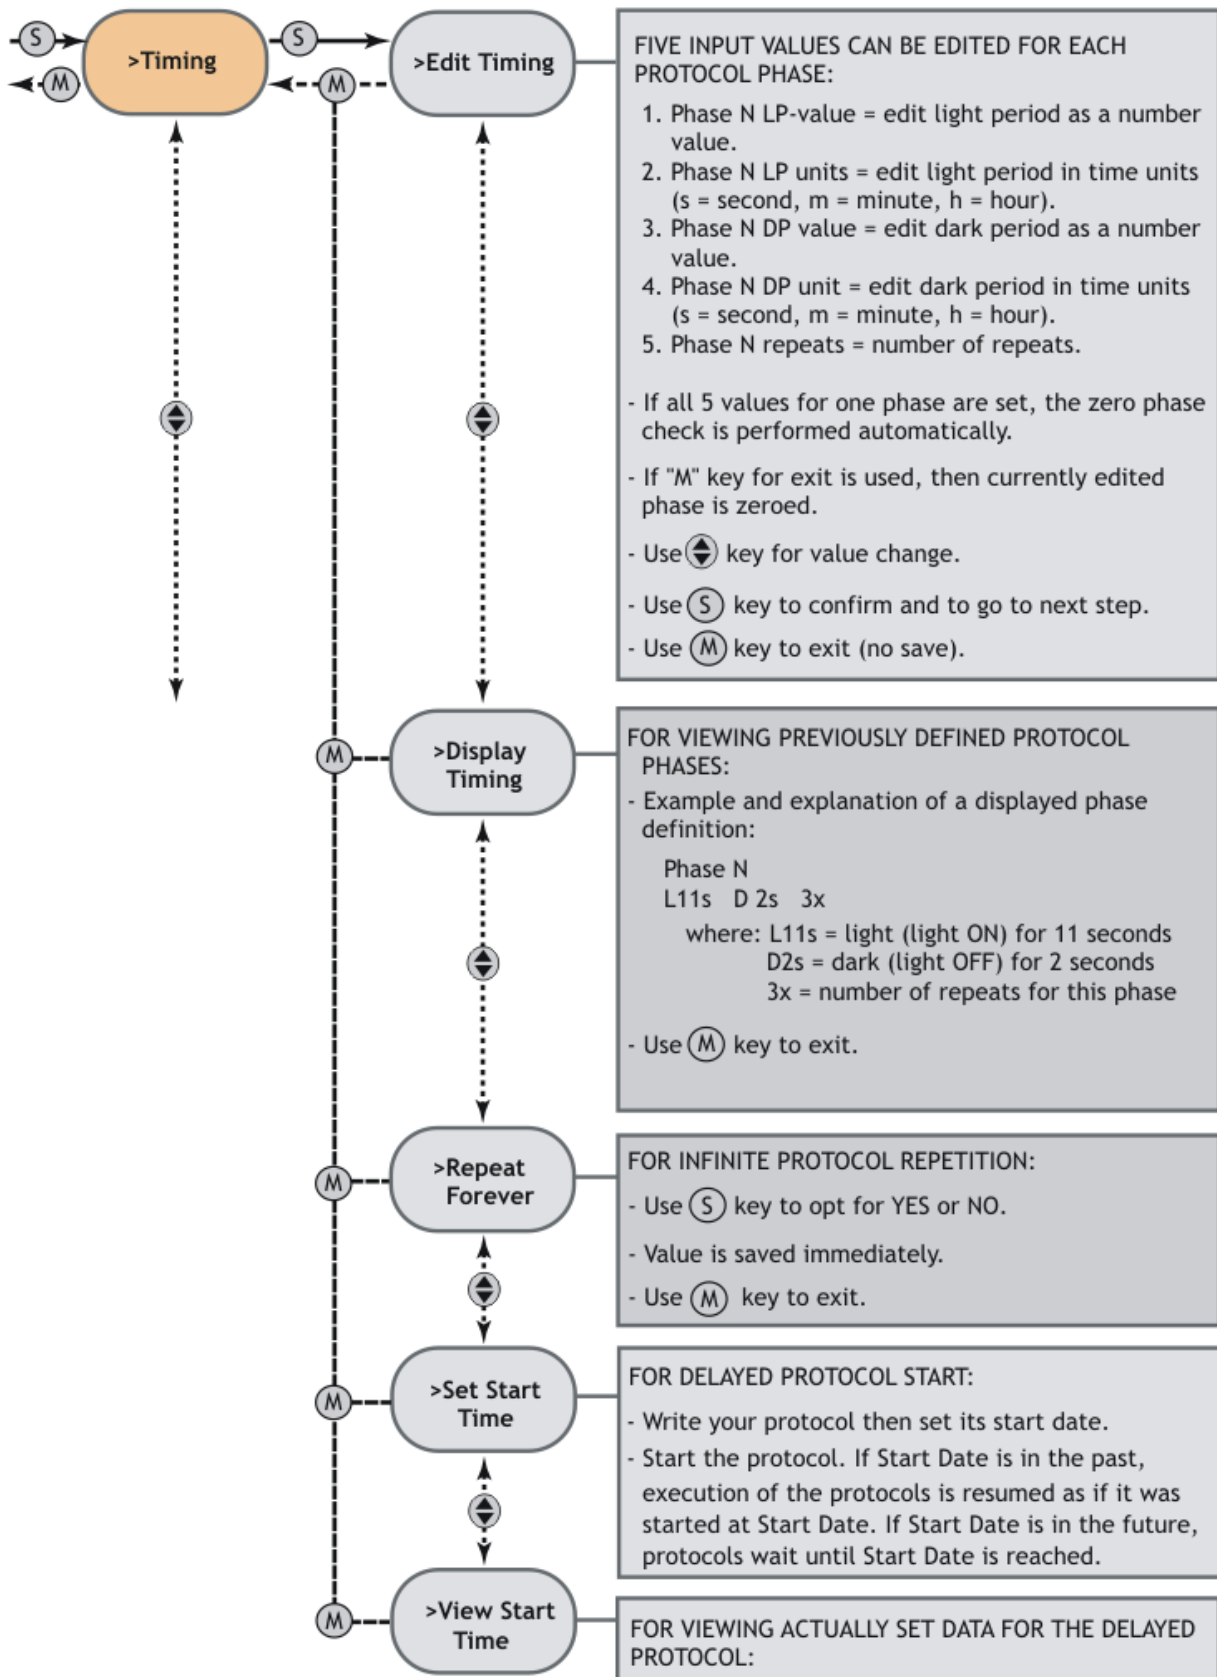 S
>Timing
S
>Edit Timing
M
M
FIVE INPUT VALUES CAN BE EDITED FOR EACH
PROTOCOL PHASE:
1. Phase N LP-value = edit light period as a number
value.
2. Phase N LP units = edit light period in time units
(s = second, m = minute, h = hour).
3. Phase N DP value = edit dark period as a number
value.
4. Phase N DP unit = edit dark period in time units
(s = second, m = minute, h = hour).
5. Phase N repeats = number of repeats.
- If all 5 values for one phase are set, the zero phase
check is performed automatically.
- If "M" key for exit is used, then currently edited
phase is zeroed.
- Use key for value change.
- Use S key to confirm and to go to next step.
- Use M key to exit (no save).
M
>Display
Timing
FOR VIEWING PREVIOUSLY DEFINED PROTOCOL
PHASES:
- Example and explanation of a displayed phase
definition:
Phase N
L11s D 2s 3x
where: L11s = light (light ON) for 11 seconds
D2s = dark (light OFF) for 2 seconds
3x = number of repeats for this phase
- Use M key to exit.
M
>Repeat
Forever
FOR INFINITE PROTOCOL REPETITION:
- Use S key to opt for YES or NO.
- Value is saved immediately.
- Use M key to exit.
M
>Set Start
Time
FOR DELAYED PROTOCOL START:
- Write your protocol then set its start date.
- Start the protocol. If Start Date is in the past,
execution of the protocols is resumed as if it was
started at Start Date. If Start Date is in the future,
protocols wait until Start Date is reached.
M
>View Start
Time
FOR VIEWING ACTUALLY SET DATA FOR THE DELAYED
PROTOCOL: